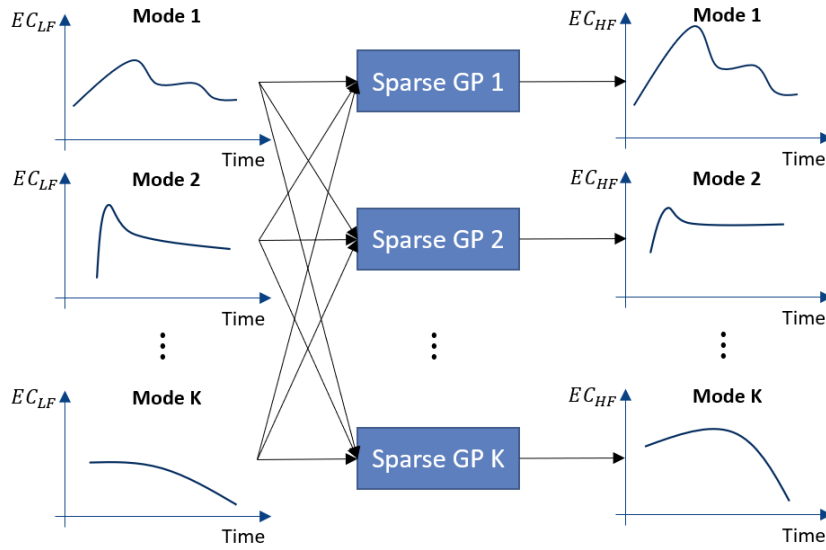 EC_LF Mode 1
Time
Sparse GP 1
EC_HF Mode 1
Time
EC_LF Mode 2
Time
Sparse GP 2
EC_HF Mode 2
Time
⋮ ⋮ ⋮
EC_LF Mode K
Time
Sparse GP K
EC_HF Mode K
Time